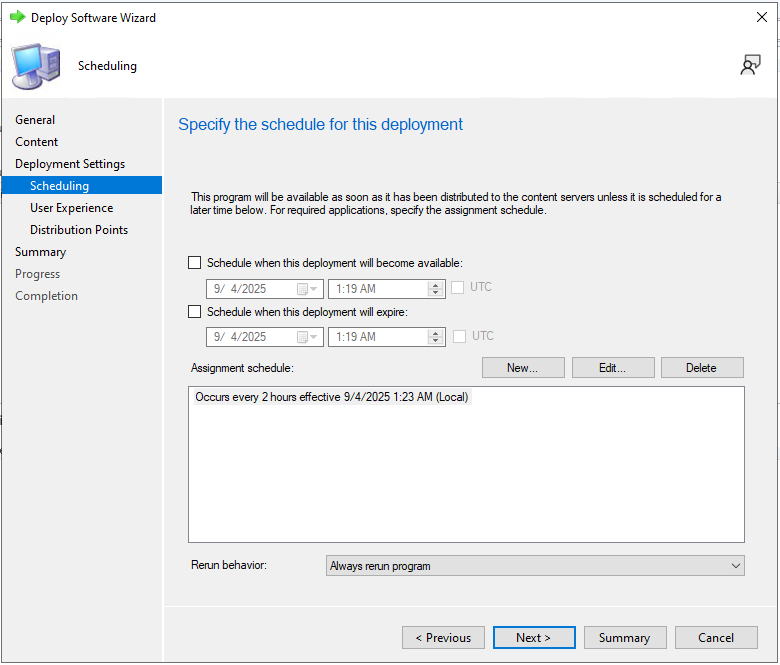 Deploy Software Wizard
Scheduling
General
Content
Deployment Settings
Scheduling
User Experience
Distribution Points
Summary
Progress
Completion
Specify the schedule for this deployment
This program will be available as soon as it has been distributed to the content servers unless it is scheduled for a
later time below. For required applications, specify the assignment schedule.
Schedule when this deployment will become available:
9/ 4/2025 1:19 AM UTC
Schedule when this deployment will expire:
9/ 4/2025 1:19 AM UTC
Assignment schedule: New... Edit... Delete
Occurs every 2 hours effective 9/4/2025 1:23 AM (Local)
Rerun behavior: Always rerun program
< Previous Next > Summary Cancel